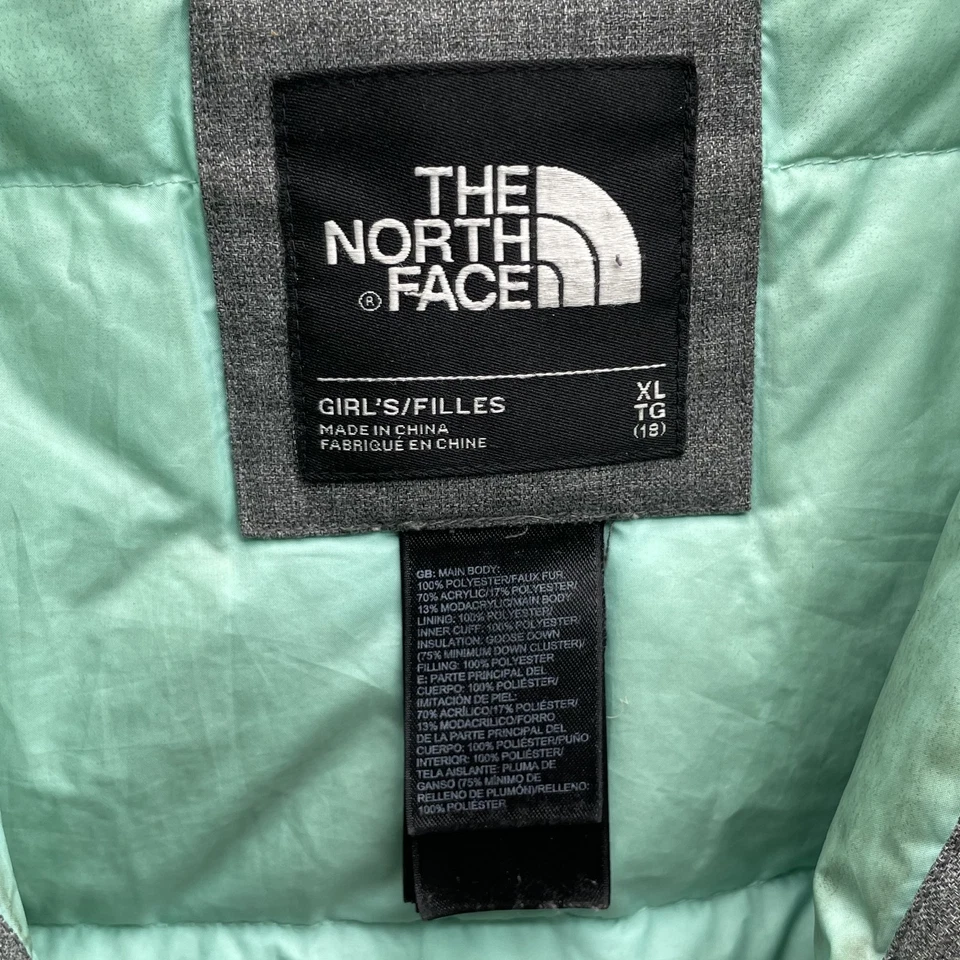 THE
NORTH
® FACE
GIRL'S/FILLES
MADE IN CHINA
FABRIQUÉ EN CHINE
XL
TG
(18)
GB: MAIN BODY:
100% POLYESTER/FAUX FUR:
70% ACRYLIC/17% POLYESTER/
13% MODACRYLIC/MAIN BODY
LINING: 100% POLYESTER/
INNER CUFF: 100% POLYESTER/
INSULATION: GOOSE DOWN
(75% MINIMUM DOWN CLUSTER)/
FILLING: 100% POLYESTER
E: PARTE PRINCIPAL DEL
CUERPO: 100% POLIÉSTER/
IMITACIÓN DE PIEL:
70% ACRÍLICO/17% POLIÉSTER/
13% MODACRILICO/FORRO
DE LA PARTE PRINCIPAL DEL
CUERPO: 100% POLIÉSTER/PUÑO
INTERIOR: 100% POLIÉSTER/
TELA AISLANTE: PLUMA DE
GANSO (75% MÍNIMO DE
RELLENO DE PLUMÓN)/RELLENO:
100% POLIÉSTER